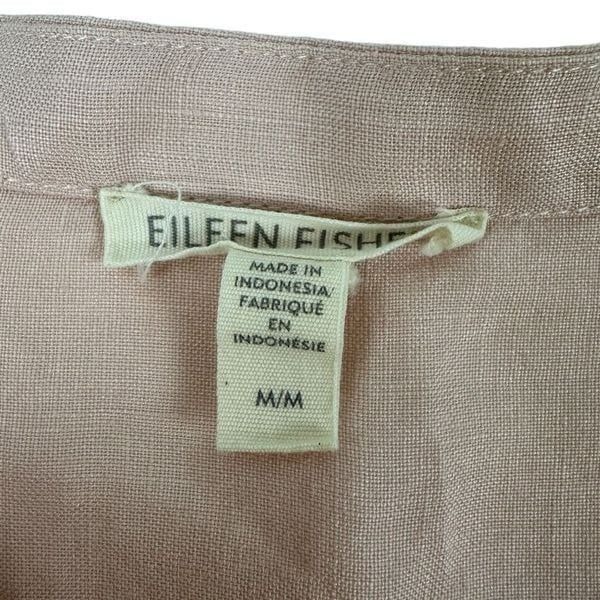 EILEEN FISHE
MADE IN
INDONESIA/
FABRIQUÉ
EN
INDONÉSIE
M/M